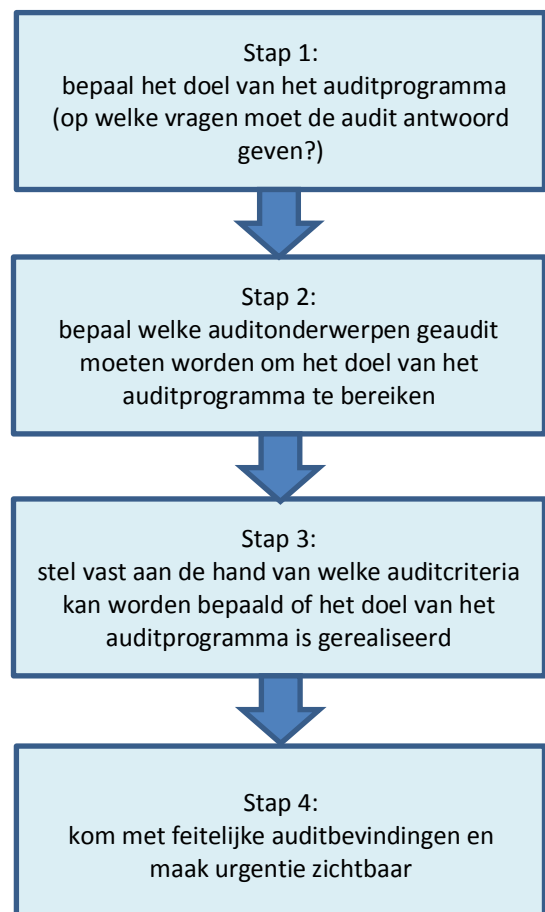 Stap 1:
bepaal het doel van het auditprogramma
(op welke vragen moet de audit antwoord
geven?)
Stap 2:
bepaal welke auditonderwerpen geaudit
moeten worden om het doel van het
auditprogramma te bereiken
Stap 3:
stel vast aan de hand van welke auditcriteria
kan worden bepaald of het doel van het
auditprogramma is gerealiseerd
Stap 4:
kom met feitelijke auditbevindingen en
maak urgentie zichtbaar